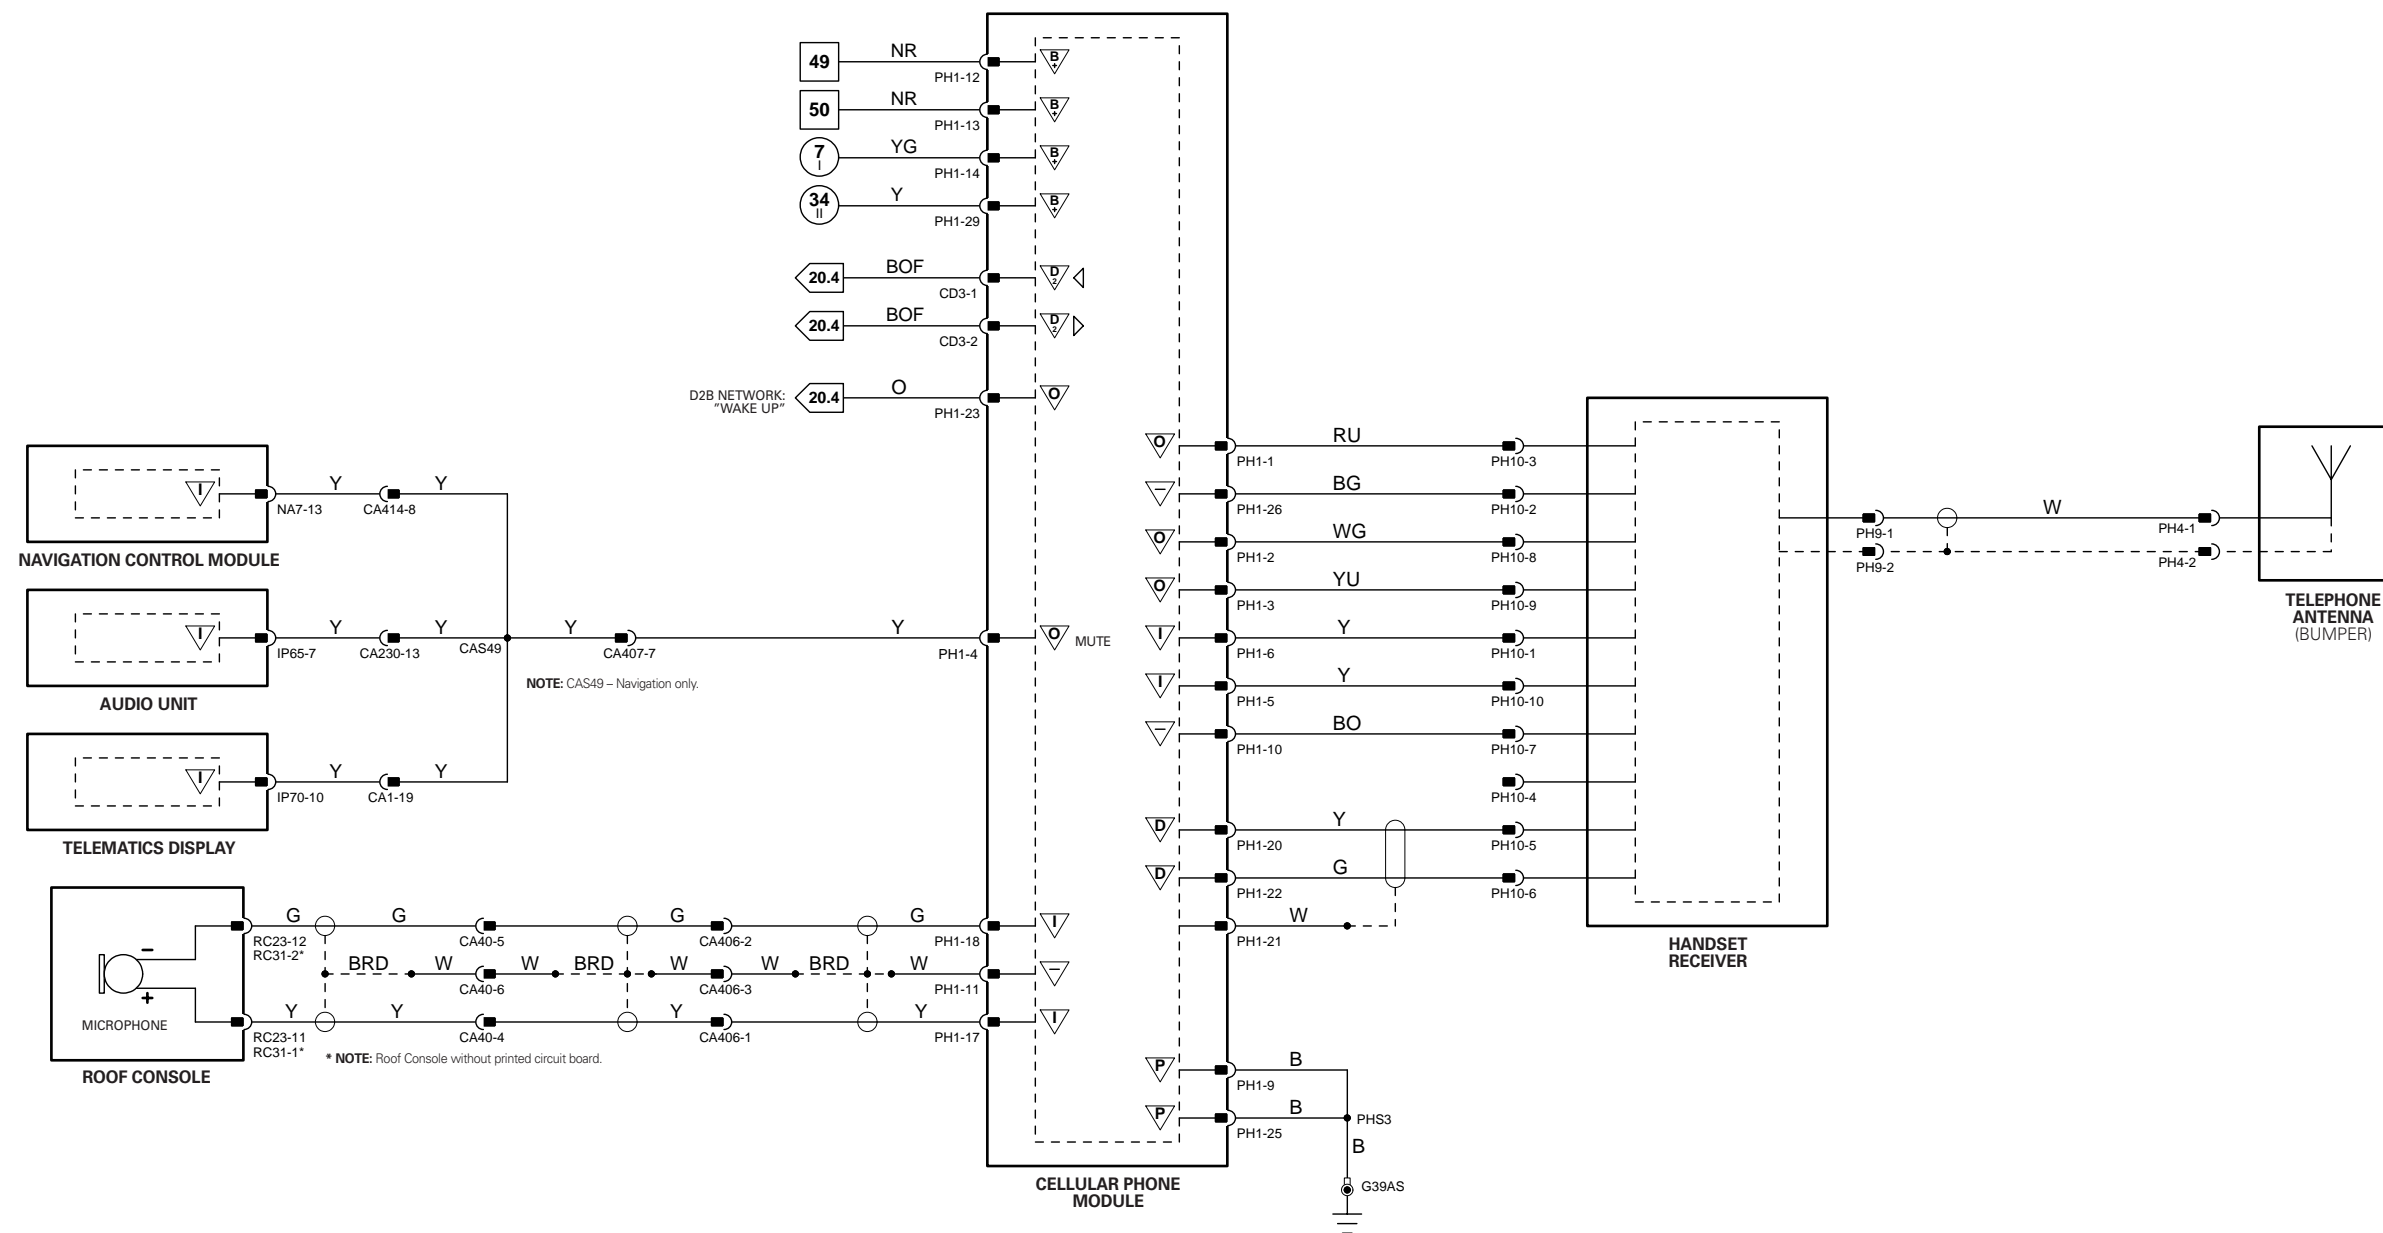 49 NR PH1-12 B+
50 NR PH1-13 B+
7 I YG PH1-14 B+
34 II Y PH1-29 B+
20.4 BOF CD3-1 D2
20.4 BOF CD3-2 D2
D2B NETWORK:
"WAKE UP"
20.4 O PH1-23 O
O PH1-1 RU PH10-3
– PH1-26 BG PH10-2
O PH1-2 WG PH10-8
O PH1-3 YU PH10-9
I PH1-6 Y PH10-1
I PH1-5 Y PH10-10
– PH1-10 BO PH10-7
PH10-4
D PH1-20 Y PH10-5
D PH1-22 G PH10-6
PH1-21 W
HANDSET
RECEIVER
PH9-1 W PH4-1
PH9-2 PH4-2
TELEPHONE
ANTENNA
(BUMPER)
I NA7-13 Y CA414-8 Y
NAVIGATION CONTROL MODULE
I IP65-7 Y CA230-13 Y CAS49 Y CA407-7 Y PH1-4 O MUTE
NOTE: CAS49 – Navigation only.
AUDIO UNIT
I IP70-10 Y CA1-19 Y
TELEMATICS DISPLAY
– RC23-12 G G CA40-5 G CA406-2 G PH1-18 I
RC31-2*
BRD W CA40-6 W BRD W CA406-3 W BRD W PH1-11 –
+ RC23-11 Y Y CA40-4 Y CA406-1 Y PH1-17 I
RC31-1*
MICROPHONE
* NOTE: Roof Console without printed circuit board.
ROOF CONSOLE
P PH1-9 B
P PH1-25 B PHS3
B
G39AS
CELLULAR PHONE
MODULE